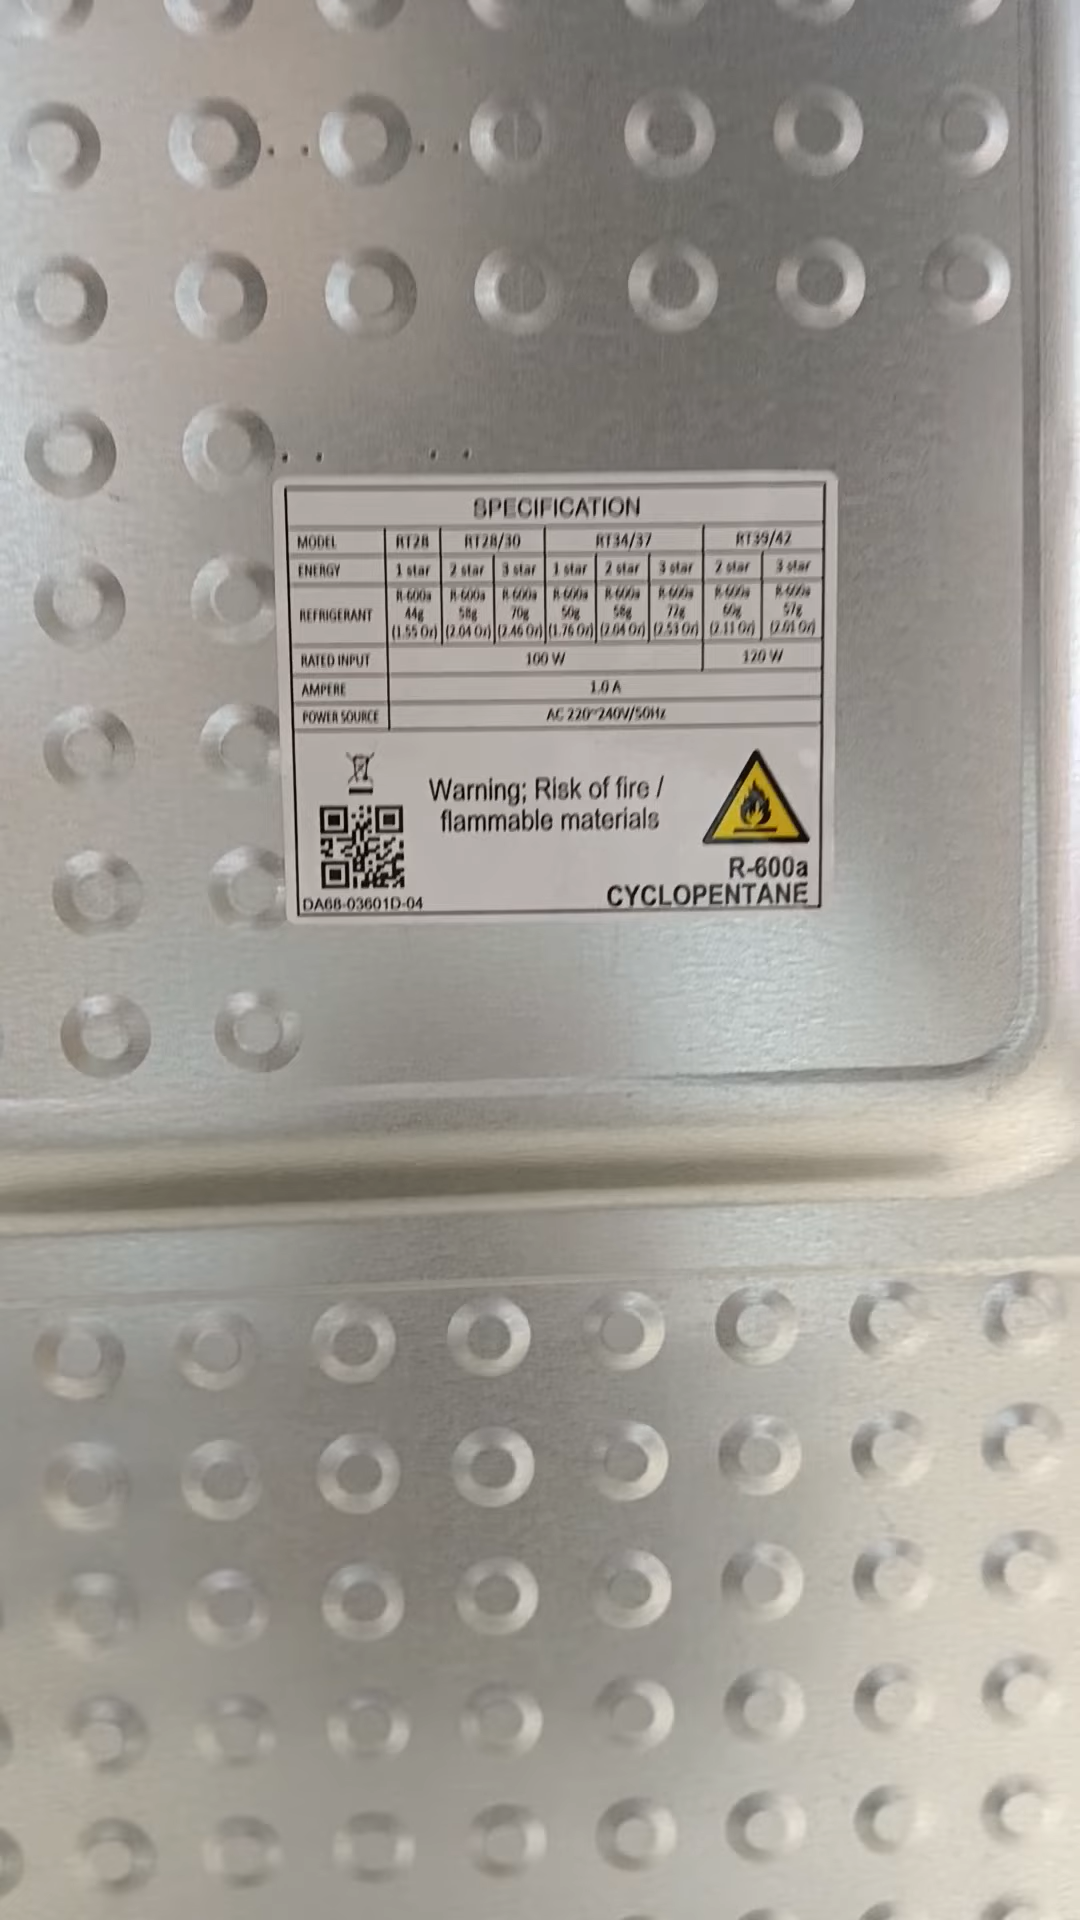 SPECIFICATION
MODEL RT28 RT28/30 RT34/37 RT39/42
ENERGY 1 star 2 star 3 star 1 star 2 star 3 star 2 star 3 star
REFRIGERANT R-600a R-600a R-600a R-600a R-600a R-600a R-600a R-600a
44g 58g 70g 50g 58g 72g 60g 57g
(1.55 Oz) (2.04 Oz) (2.46 Oz) (1.76 Oz) (2.04 Oz) (2.53 Oz) (2.11 Oz) (2.01 Oz)
RATED INPUT 100 W 120 W
AMPERE 1.0 A
POWER SOURCE AC 220~240V/50Hz
Warning; Risk of fire /
flammable materials
R-600a
CYCLOPENTANE
DA68-03601D-04